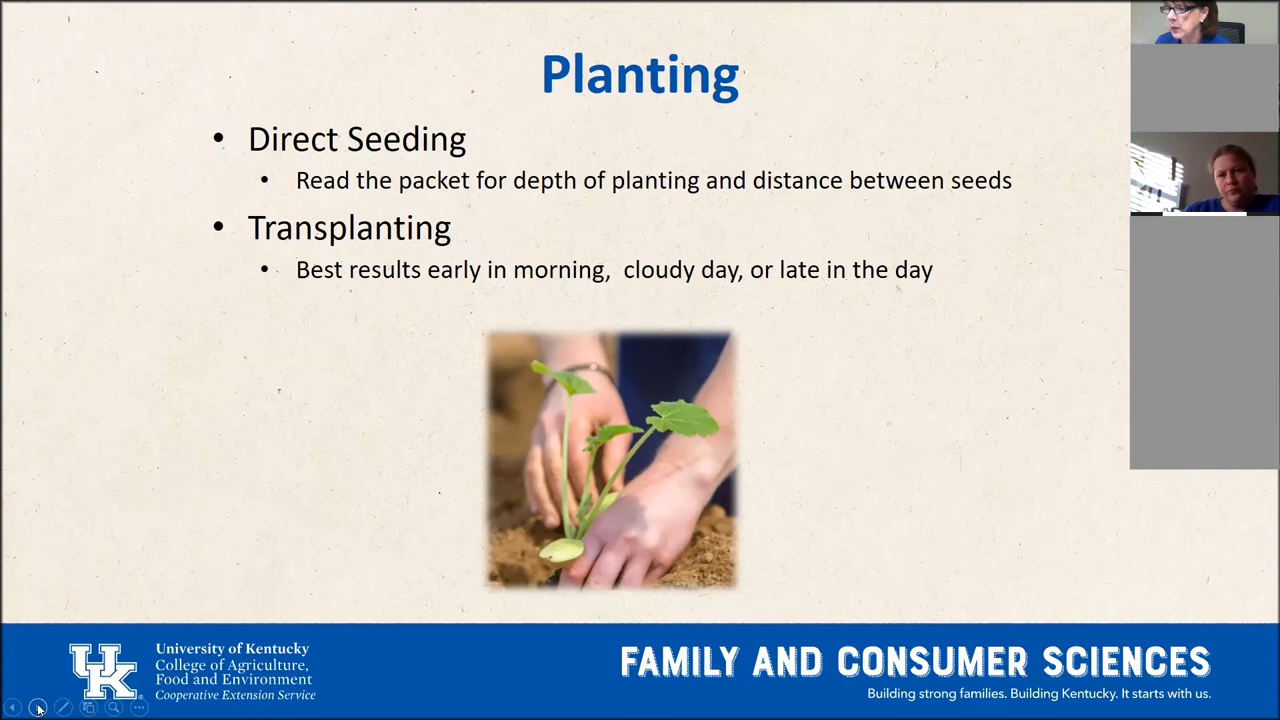 Planting
• Direct Seeding
• Read the packet for depth of planting and distance between seeds
• Transplanting
• Best results early in morning,  cloudy day, or late in the day
UK
University of Kentucky
College of Agriculture,
Food and Environment
Cooperative Extension Service
FAMILY AND CONSUMER SCIENCES
Building strong families. Building Kentucky. It starts with us.